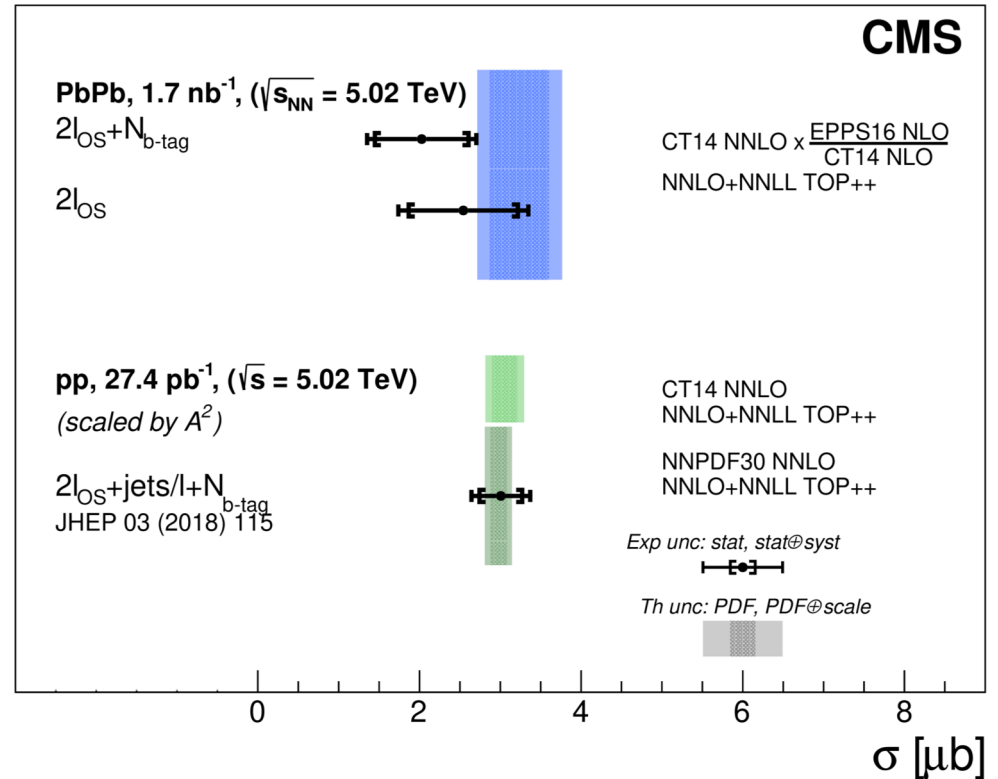 CMS
PbPb, 1.7 nb⁻¹, (√s_NN = 5.02 TeV)
2l_OS+N_b-tag
CT14 NNLO x EPPS16 NLO / CT14 NLO
NNLO+NNLL TOP++
2l_OS
pp, 27.4 pb⁻¹, (√s = 5.02 TeV)
(scaled by A²)
CT14 NNLO
NNLO+NNLL TOP++
NNPDF30 NNLO
NNLO+NNLL TOP++
2l_OS+jets/l+N_b-tag
JHEP 03 (2018) 115
Exp unc: stat, stat⊕syst
Th unc: PDF, PDF⊕scale
0 2 4 6 8
σ [μb]